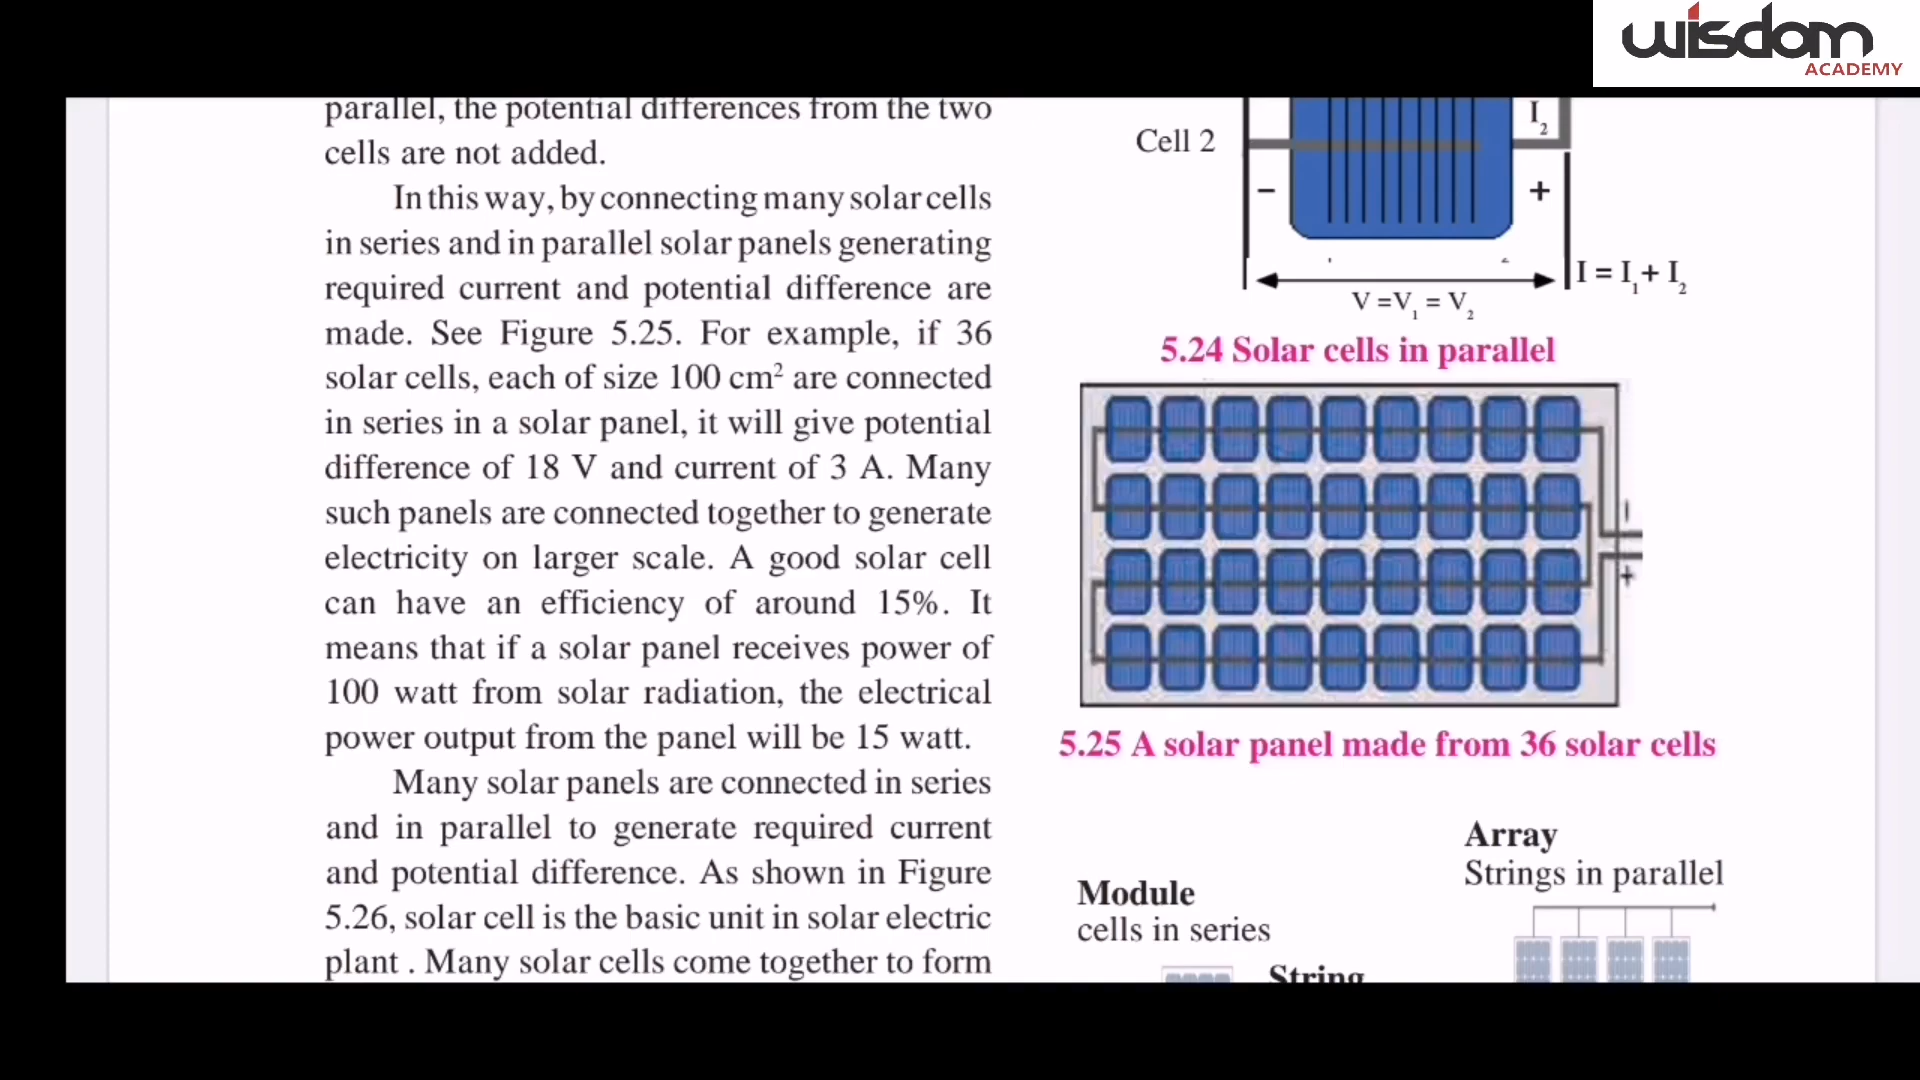 wisdom
ACADEMY
parallel, the potential differences from the two
cells are not added.
In this way, by connecting many solar cells
in series and in parallel solar panels generating
required current and potential difference are
made. See Figure 5.25. For example, if 36
solar cells, each of size 100 cm² are connected
in series in a solar panel, it will give potential
difference of 18 V and current of 3 A. Many
such panels are connected together to generate
electricity on larger scale. A good solar cell
can have an efficiency of around 15%. It
means that if a solar panel receives power of
100 watt from solar radiation, the electrical
power output from the panel will be 15 watt.
Many solar panels are connected in series
and in parallel to generate required current
and potential difference. As shown in Figure
5.26, solar cell is the basic unit in solar electric
plant . Many solar cells come together to form
I₂
Cell 2
− +
I = I₁ + I₂
V =V₁ = V₂
5.24 Solar cells in parallel
+
5.25 A solar panel made from 36 solar cells
Array
Strings in parallel
Module
cells in series
String